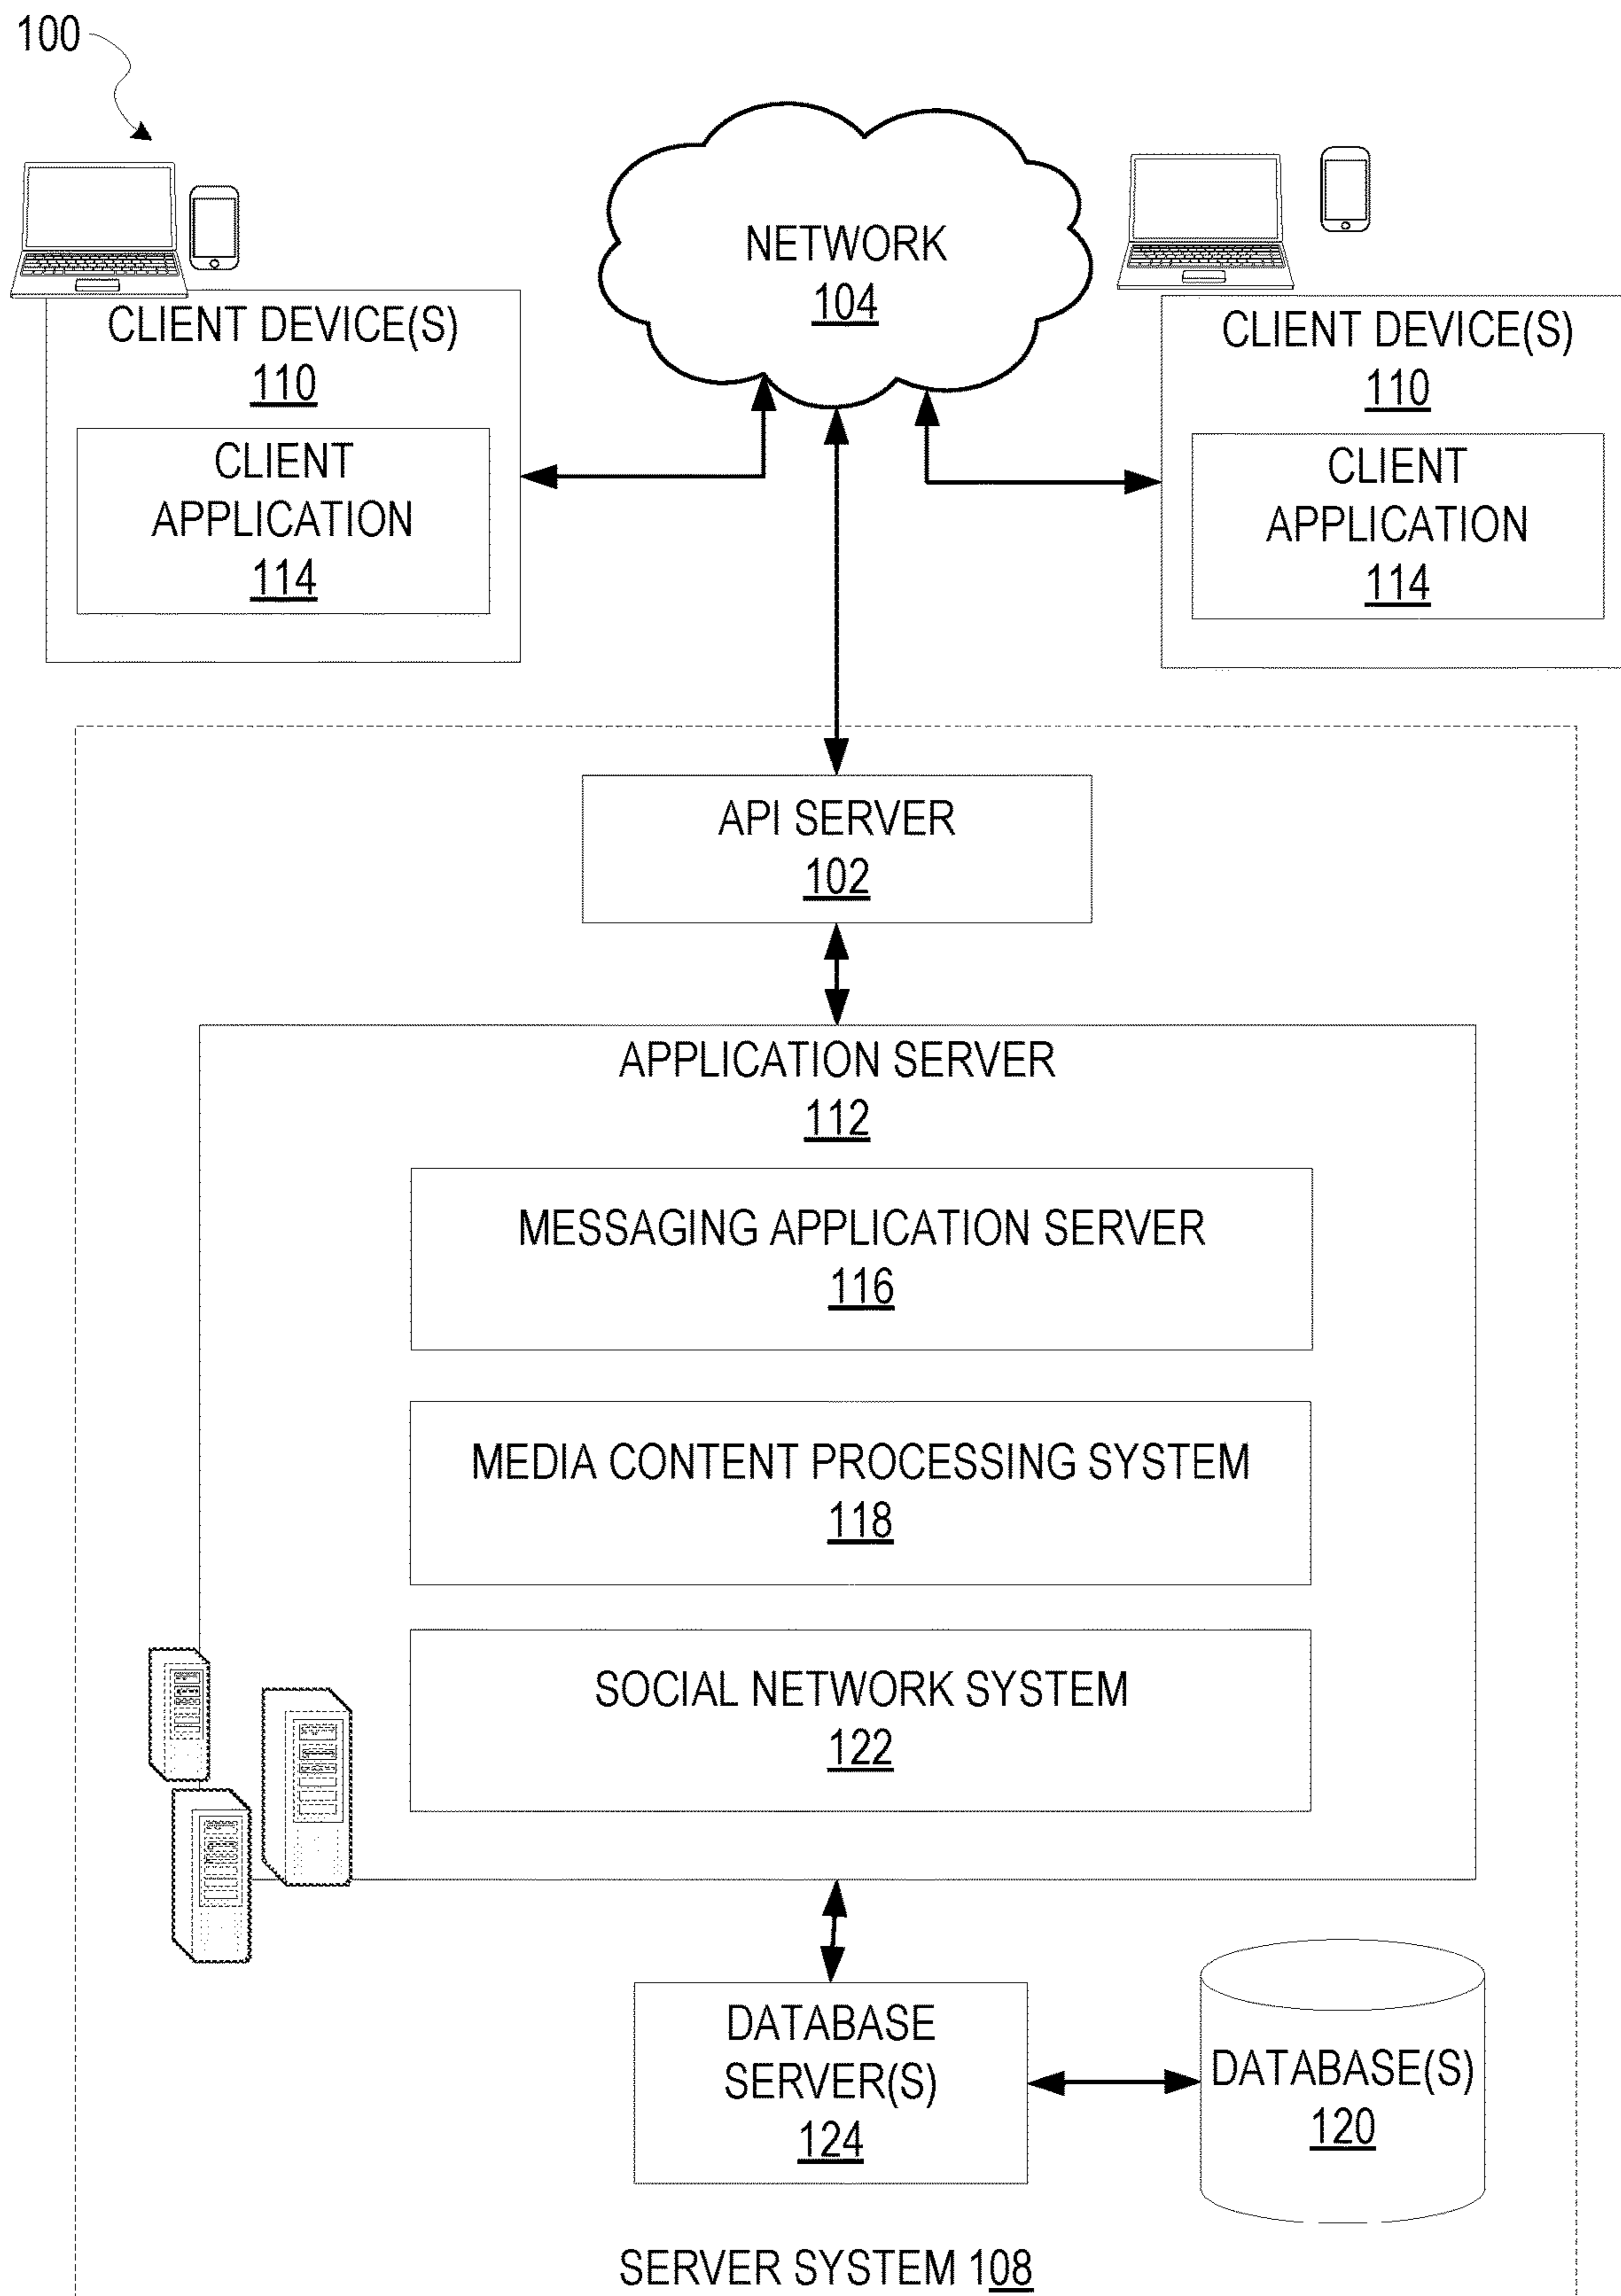 100
NETWORK
104
CLIENT DEVICE(S)
110
CLIENT
APPLICATION
114
CLIENT DEVICE(S)
110
CLIENT
APPLICATION
114
API SERVER
102
APPLICATION SERVER
112
MESSAGING APPLICATION SERVER
116
MEDIA CONTENT PROCESSING SYSTEM
118
SOCIAL NETWORK SYSTEM
122
DATABASE
SERVER(S)
124
DATABASE(S)
120
SERVER SYSTEM 108